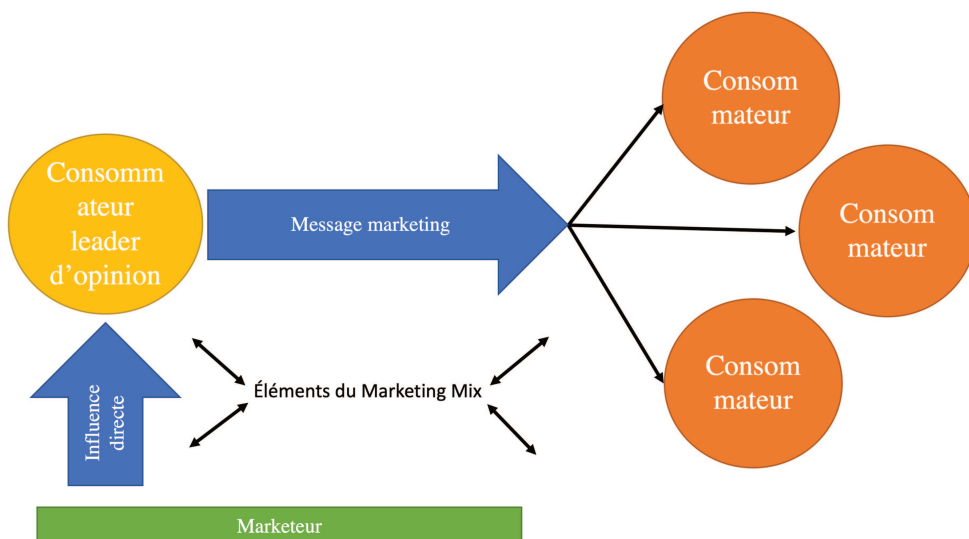 Consomm
ateur
leader
d’opinion
Message marketing
Consom
mateur
Consom
mateur
Consom
mateur
Influence
directe
Éléments du Marketing Mix
Marketeur